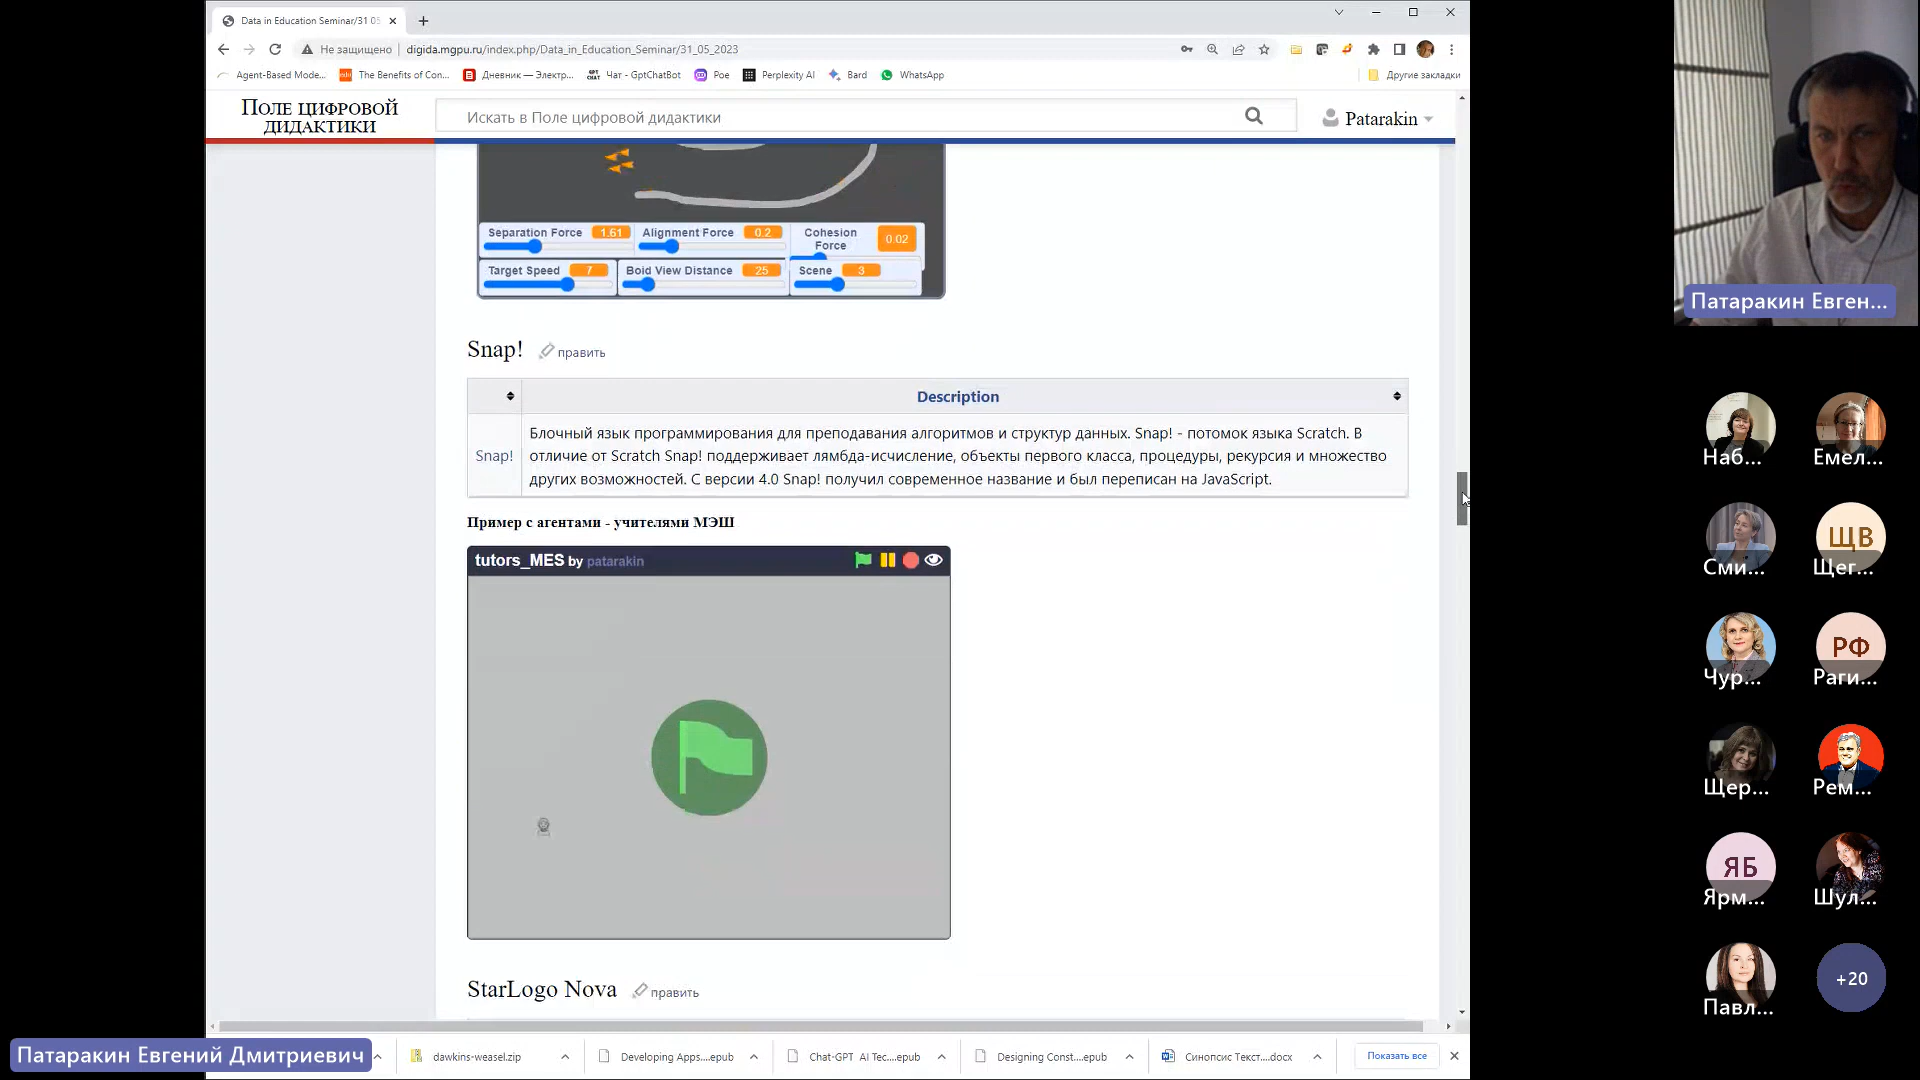 Data in Education Seminar/31 05
Не защищено
digida.mgpu.ru/index.php/Data_in_Education_Seminar/31_05_2023
Agent-Based Mode...
The Benefits of Con...
Дневник — Электр...
Чат - GptChatBot
Poe
Perplexity AI
Bard
WhatsApp
Другие закладки
Поле цифровой
дидактики
Искать в Поле цифровой дидактики
Patarakin
Separation Force 1.61
Alignment Force 0.2
Cohesion
Force
0.02
Target Speed 7
Boid View Distance 25
Scene 3
Snap!
править
Description
Snap!
Блочный язык программирования для преподавания алгоритмов и структур данных. Snap! - потомок языка Scratch. В
отличие от Scratch Snap! поддерживает лямбда-исчисление, объекты первого класса, процедуры, рекурсия и множество
других возможностей. С версии 4.0 Snap! получил современное название и был переписан на JavaScript.
Пример с агентами - учителями МЭШ
tutors_MES by patarakin
StarLogo Nova
править
Патаракин Евгений Дмитриевич
dawkins-weasel.zip
Developing Apps....epub
Chat-GPT AI Tec....epub
Designing Const....epub
Синопсис Текст....docx
Показать все
Патаракин Евген...
Наб...
Емел...
Сми...
ЩВ
Щег...
Чур...
РФ
Раги...
Щер...
Рем...
ЯБ
Ярм...
Шул...
Павл...
+20